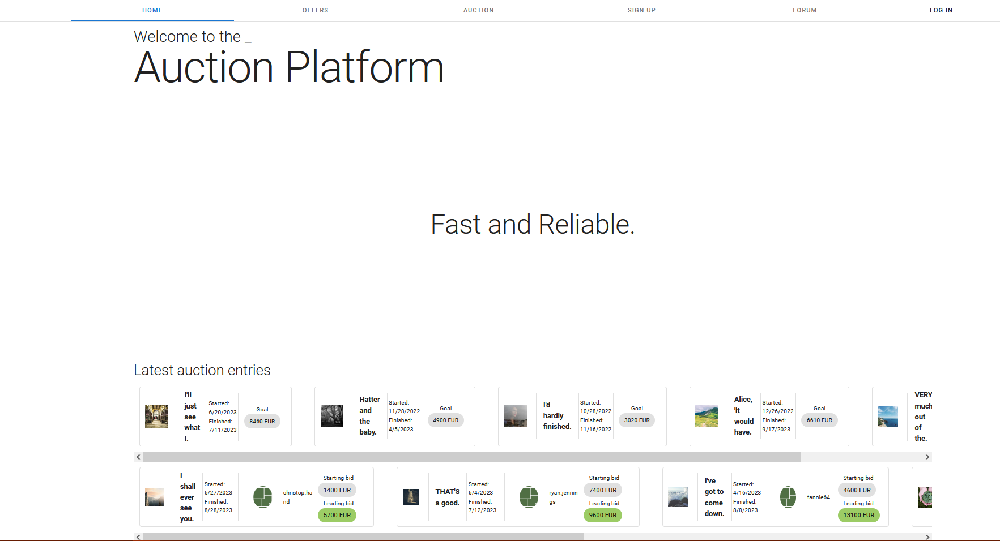 HOME OFFERS AUCTION SIGN UP FORUM LOG IN
Welcome to the _
Auction Platform
Fast and Reliable.
Latest auction entries
I'll
just
see
what
I.
Started:
6/20/2023
Finished:
7/11/2023
Goal
8460 EUR
Hatter
and
the
baby.
Started:
11/28/2022
Finished:
4/5/2023
Goal
4900 EUR
I'd
hardly
finished.
Started:
10/28/2022
Finished:
11/16/2022
Goal
3020 EUR
Alice,
'it
would
have.
Started:
12/26/2022
Finished:
9/17/2023
Goal
6610 EUR
VERY
much
out
of
the.
I
shall
ever
see
you.
Started:
6/27/2023
Finished:
8/28/2023
christop.ha
nd
Starting bid
1400 EUR
Leading bid
5700 EUR
THAT'S
a good.
Started:
6/4/2023
Finished:
7/12/2023
ryan.jennin
gs
Starting bid
7400 EUR
Leading bid
9600 EUR
I've
got to
come
down.
Started:
4/16/2023
Finished:
8/8/2023
fannie64
Starting bid
4600 EUR
Leading bid
13100 EUR